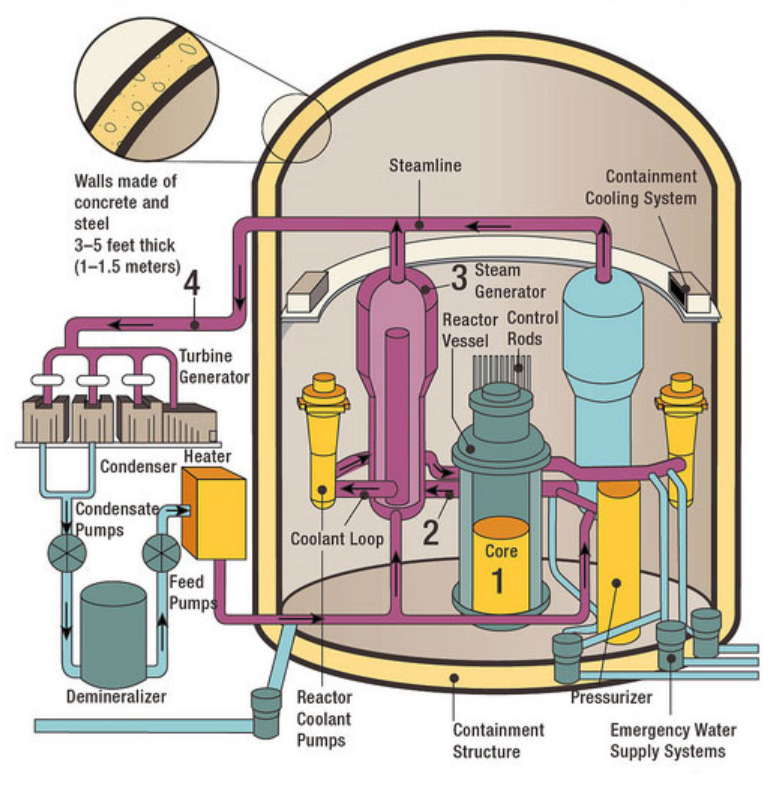 Walls made of
concrete and
steel
3–5 feet thick
(1–1.5 meters)
Steamline
Containment
Cooling System
4
3
Steam
Generator
Reactor
Vessel
Control
Rods
Turbine
Generator
Condenser
Heater
Condensate
Pumps
Coolant Loop
2
Core
1
Feed
Pumps
Demineralizer
Reactor
Coolant
Pumps
Containment
Structure
Pressurizer
Emergency Water
Supply Systems